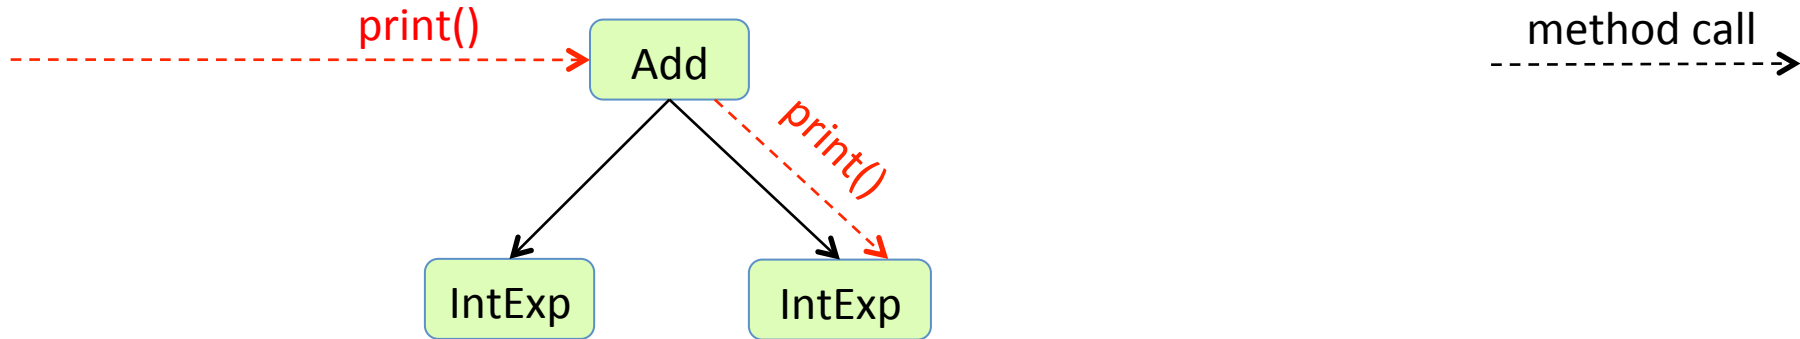 print()
method call
Add
print()
IntExp
IntExp